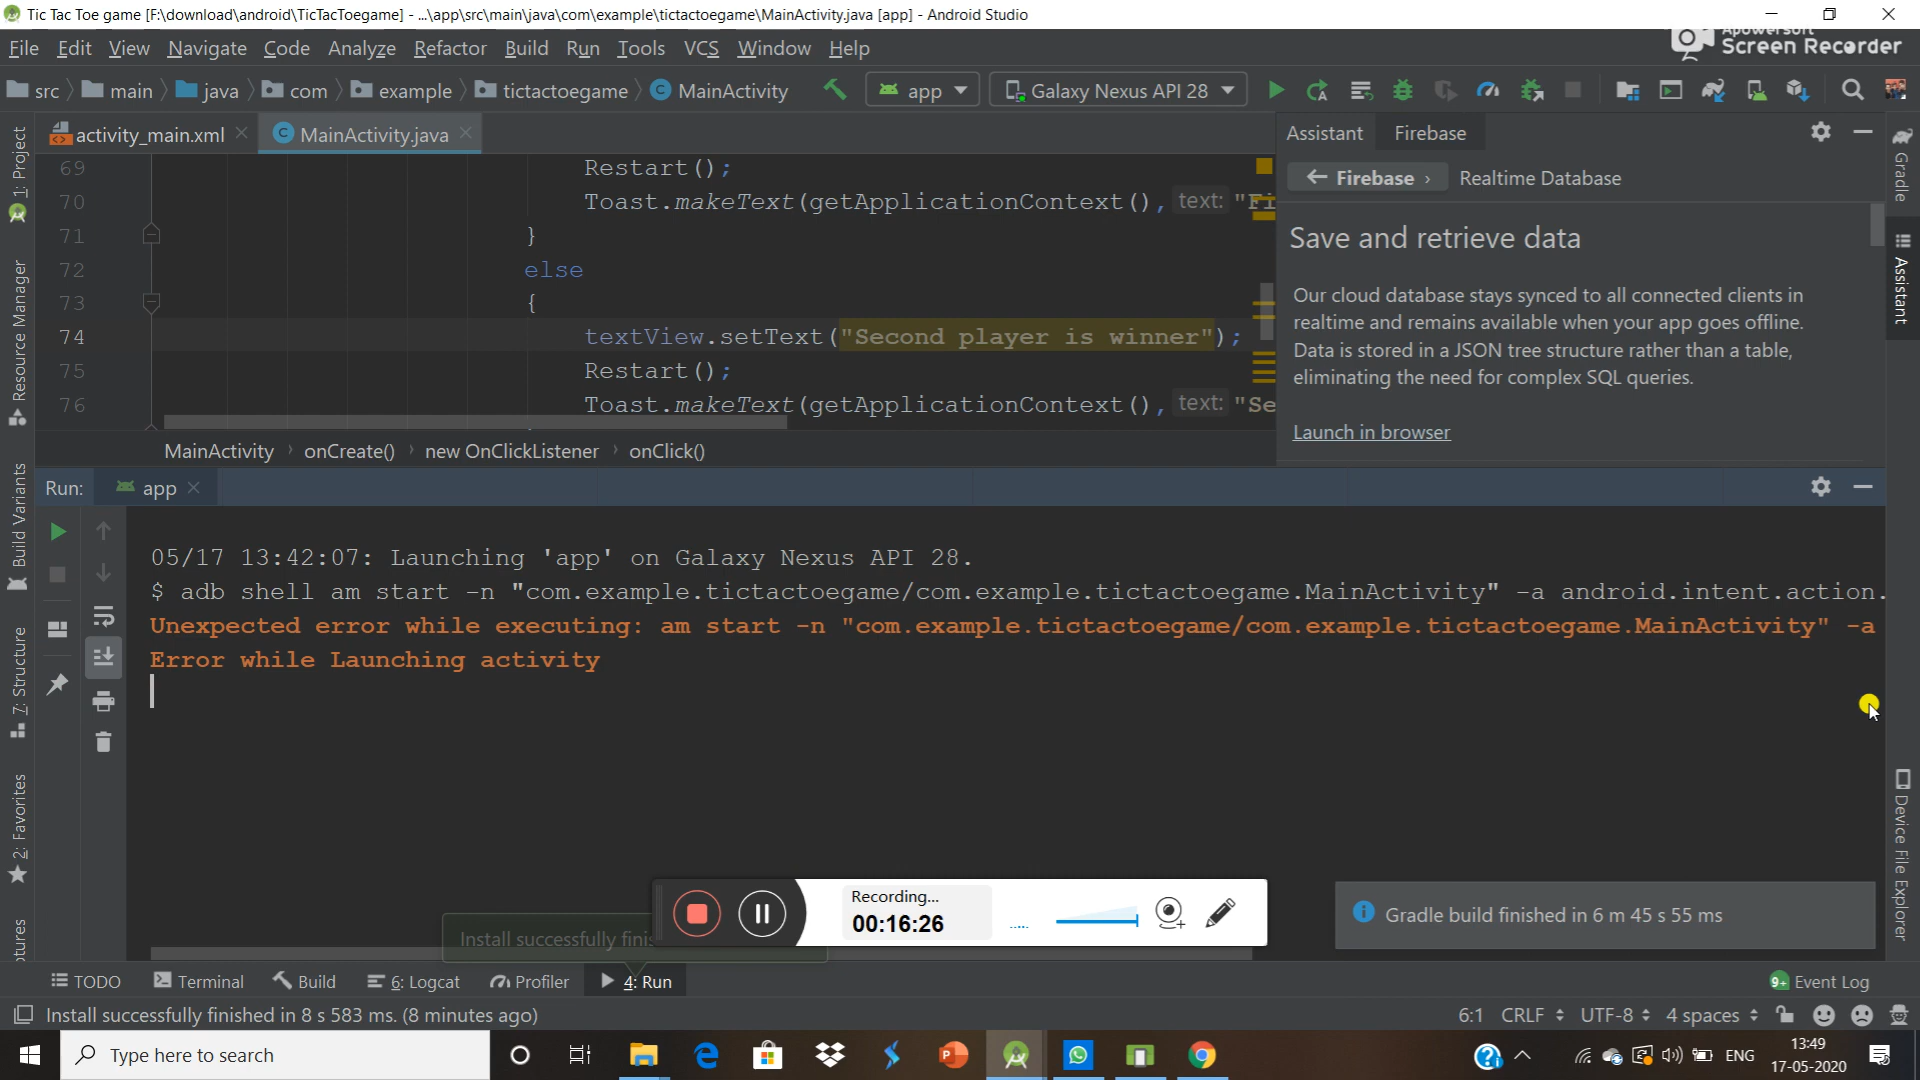 Tic Tac Toe game [F:\download\android\TicTacToegame] - ...\app\src\main\java\com\example\tictactoegame\MainActivity.java [app] - Android Studio
File Edit View Navigate Code Analyze Refactor Build Run Tools VCS Window Help
Apowersoft
Screen Recorder
src main java com example tictactoegame MainActivity app Galaxy Nexus API 28
activity_main.xml MainActivity.java
Assistant Firebase
69 Restart();
70 Toast.makeText(getApplicationContext(), text: "Fi
71 }
72 else
73 {
74 textView.setText("Second player is winner");
75 Restart();
76 Toast.makeText(getApplicationContext(), text: "Se
MainActivity › onCreate() › new OnClickListener › onClick()
← Firebase › Realtime Database
Save and retrieve data
Our cloud database stays synced to all connected clients in
realtime and remains available when your app goes offline.
Data is stored in a JSON tree structure rather than a table,
eliminating the need for complex SQL queries.
Launch in browser
1: Project
Resource Manager
Build Variants
7: Structure
2: Favorites
tures
Gradle
Assistant
Device File Explorer
Run: app
05/17 13:42:07: Launching 'app' on Galaxy Nexus API 28.
$ adb shell am start -n "com.example.tictactoegame/com.example.tictactoegame.MainActivity" -a android.intent.action.
Unexpected error while executing: am start -n "com.example.tictactoegame/com.example.tictactoegame.MainActivity" -a
Error while Launching activity
Install successfully finis
Recording...
00:16:26
Gradle build finished in 6 m 45 s 55 ms
TODO Terminal Build 6: Logcat Profiler 4: Run 9+ Event Log
Install successfully finished in 8 s 583 ms. (8 minutes ago) 6:1 CRLF UTF-8 4 spaces
Type here to search
ENG
13:49
17-05-2020